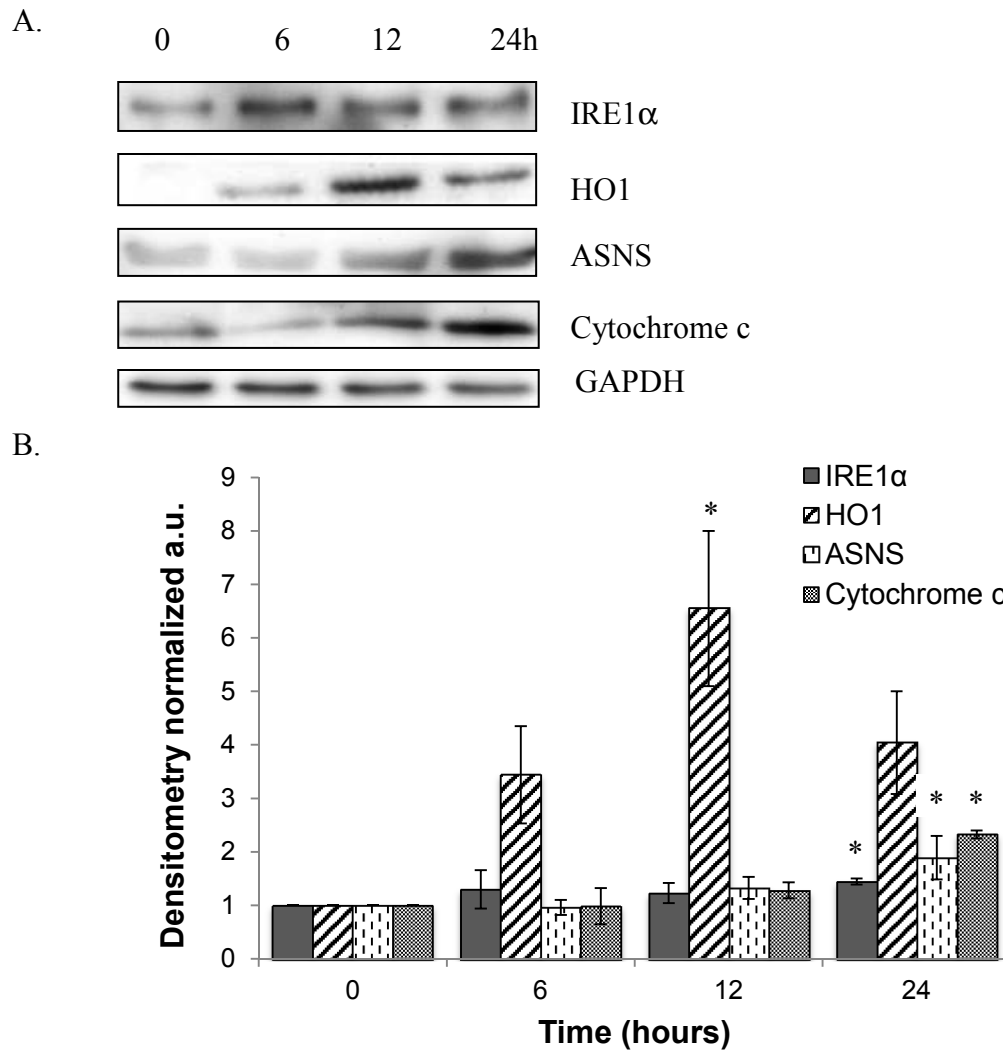 A.
0 6 12 24h
IRE1α
HO1
ASNS
Cytochrome c
GAPDH
B.
Densitometry normalized a.u.
9
8
7
6
5
4
3
2
1
0
*
*
*
*
IRE1α
HO1
ASNS
Cytochrome c
0 6 12 24
Time (hours)